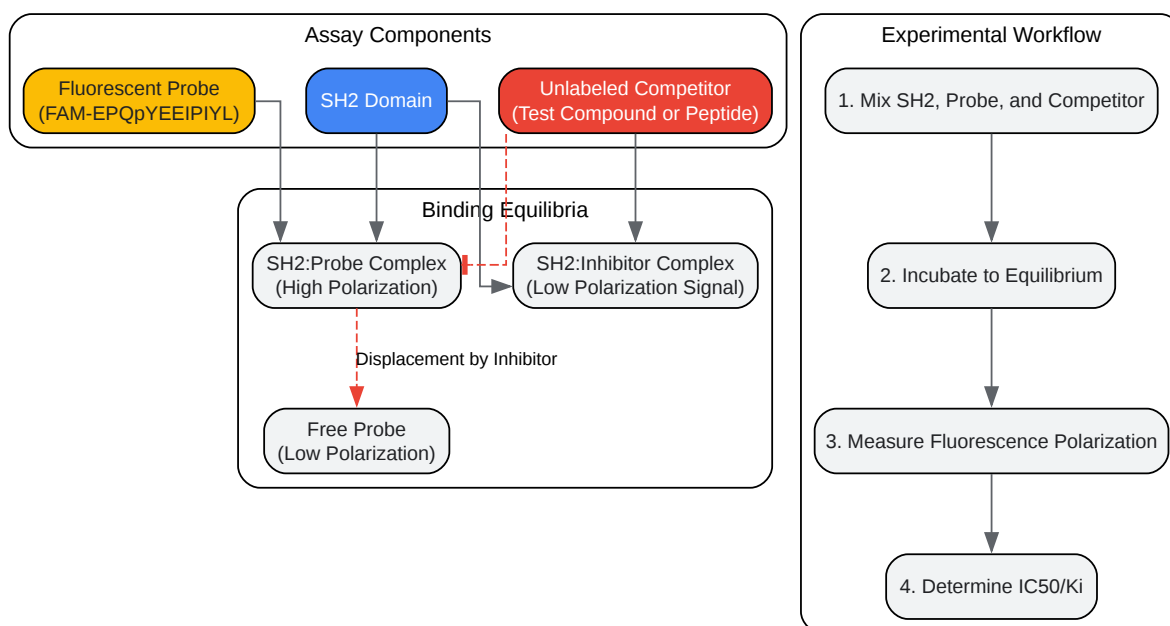 Assay Components
Fluorescent Probe
(FAM-EPQpYEEIPIYL)
SH2 Domain
Unlabeled Competitor
(Test Compound or Peptide)
Binding Equilibria
SH2:Probe Complex
(High Polarization)
SH2:Inhibitor Complex
(Low Polarization Signal)
Displacement by Inhibitor
Free Probe
(Low Polarization)
Experimental Workflow
1. Mix SH2, Probe, and Competitor
2. Incubate to Equilibrium
3. Measure Fluorescence Polarization
4. Determine IC50/Ki